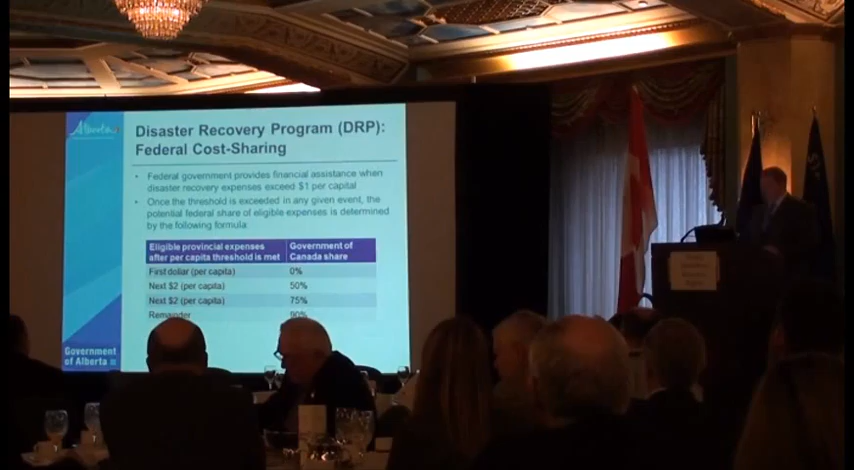 Alberta
Disaster Recovery Program (DRP):
Federal Cost-Sharing
• Federal government provides financial assistance when
disaster recovery expenses exceed $1 per capital
• Once the threshold is exceeded in any given event, the
potential federal share of eligible expenses is determined
by the following formula:
Eligible provincial expenses Government of
after per capita threshold is met Canada share
First dollar (per capita) 0%
Next $2 (per capita) 50%
Next $2 (per capita) 75%
Remainder 90%
Government
of Alberta